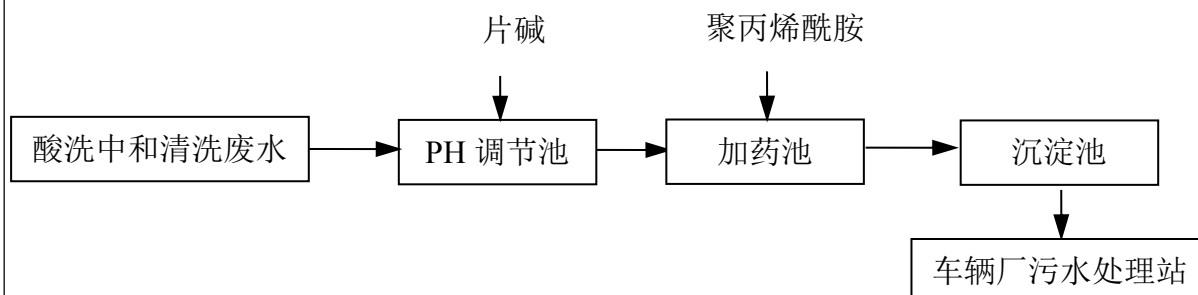 片碱
聚丙烯酰胺
酸洗中和清洗废水
PH 调节池
加药池
沉淀池
车辆厂污水处理站